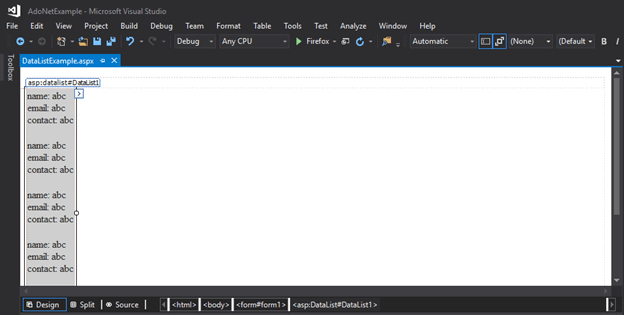 AdoNetExample - Microsoft Visual Studio
File Edit View Project Build Debug Team Format Table Tools Test Analyze Window Help
Debug Any CPU Firefox Automatic (None) (Default B I
Toolbox
DataListExample.aspx
asp:datalist#DataList1
name: abc
email: abc
contact: abc
name: abc
email: abc
contact: abc
name: abc
email: abc
contact: abc
name: abc
email: abc
contact: abc
Design Split Source <html> <body> <form#form1> <asp:DataList#DataList1>